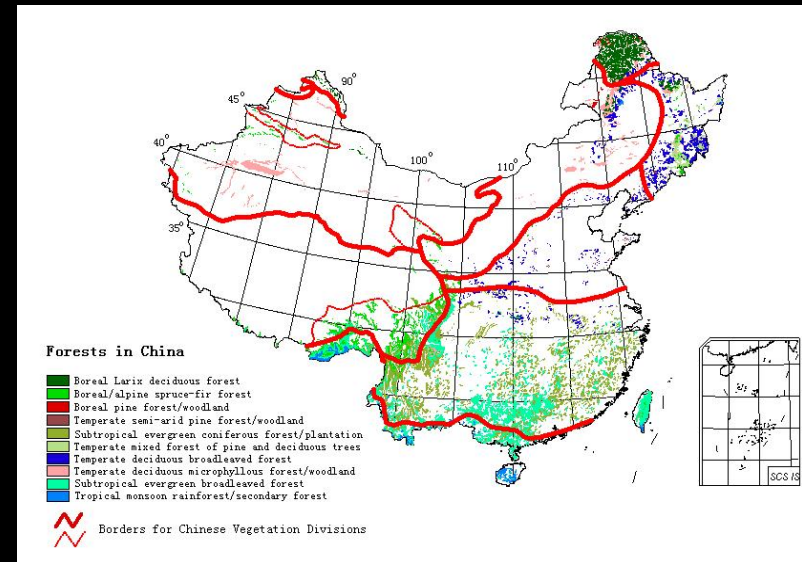 90°
45°
40°
100°
110°
35°
Forests in China
Boreal Larix deciduous forest
Boreal/alpine spruce-fir forest
Boreal pine forest/woodland
Temperate semi-arid pine forest/woodland
Subtropical evergreen coniferous forest/plantation
Temperate mixed forest of pine and deciduous trees
Temperate deciduous broadleaved forest
Temperate deciduous microphyllous forest/woodland
Subtropical evergreen broadleaved forest
Tropical monsoon rainforest/secondary forest
Borders for Chinese Vegetation Divisions
SCS IS